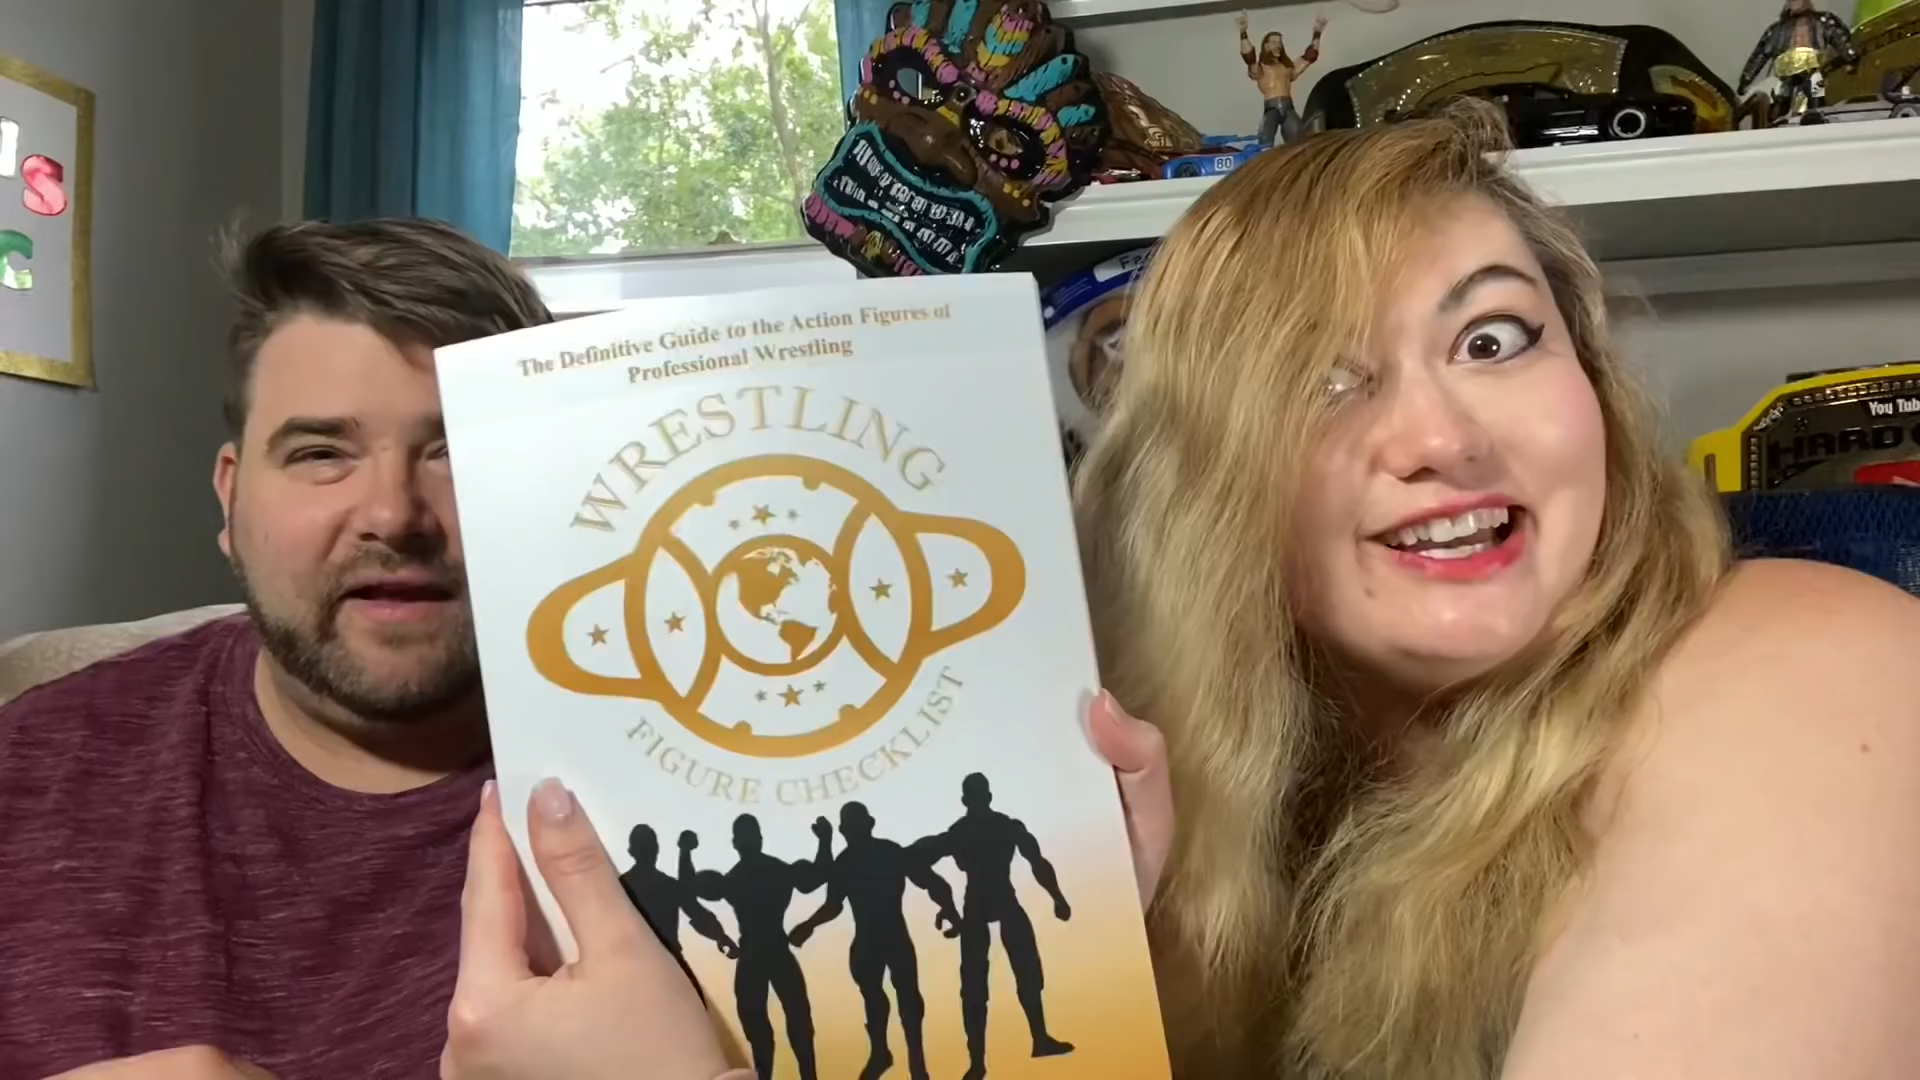 S
C
The Definitive Guide to the Action Figures of
Professional Wrestling
WRESTLING
FIGURE CHECKLIST
80
You Tub
HARD